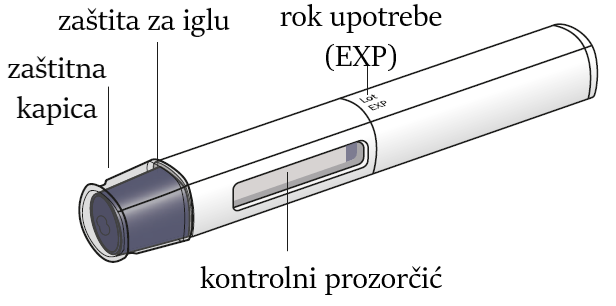 zaštita za iglu
rok upotrebe
(EXP)
zaštitna
kapica
Lot
EXP
kontrolni prozorčić